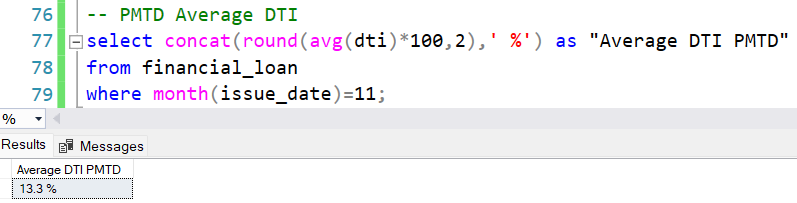 76 -- PMTD Average DTI
77 select concat(round(avg(dti)*100,2),' %') as "Average DTI PMTD"
78 from financial_loan
79 where month(issue_date)=11;
%
Results Messages
Average DTI PMTD
13.3 %